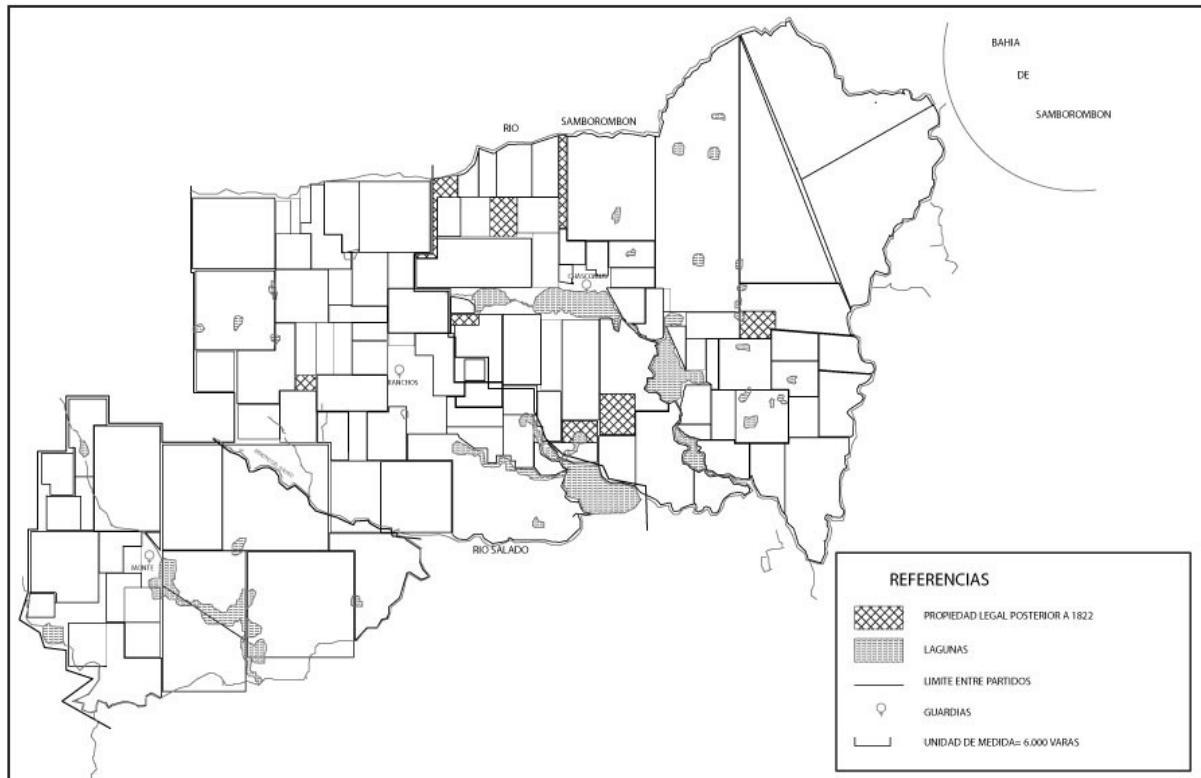 BAHIA
DE
SAMBOROMBON
RIO SAMBOROMBON
CHASCOMUS
RANCHOS
MONTE
RIO SALADO
REFERENCIAS
PROPIEDAD LEGAL POSTERIOR A 1822
LAGUNAS
LIMITE ENTRE PARTIDOS
GUARDIAS
UNIDAD DE MEDIDA= 6.000 VARAS